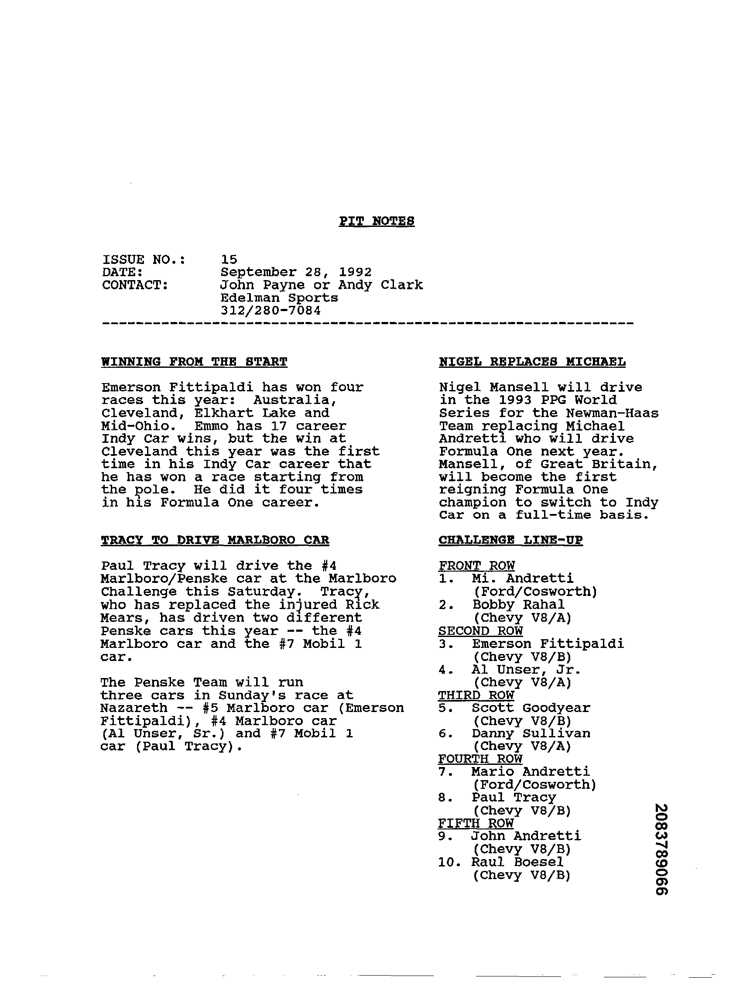 PIT NOTES
ISSUE NO.: 15
DATE: September 28, 1992
CONTACT: John Payne or Andy Clark
Edelman Sports
312/280-7084
----------------------------------------------------------------
WINNING FROM THE START
Emerson Fittipaldi has won four
races this year: Australia,
Cleveland, Elkhart Lake and
Mid-Ohio. Emmo has 17 career
Indy Car wins, but the win at
Cleveland this year was the first
time in his Indy Car career that
he has won a race starting from
the pole. He did it four times
in his Formula One career.
TRACY TO DRIVE MARLBORO CAR
Paul Tracy will drive the #4
Marlboro/Penske car at the Marlboro
Challenge this Saturday. Tracy,
who has replaced the injured Rick
Mears, has driven two different
Penske cars this year -- the #4
Marlboro car and the #7 Mobil 1
car.
The Penske Team will run
three cars in Sunday's race at
Nazareth -- #5 Marlboro car (Emerson
Fittipaldi), #4 Marlboro car
(Al Unser, Sr.) and #7 Mobil 1
car (Paul Tracy).
NIGEL REPLACES MICHAEL
Nigel Mansell will drive
in the 1993 PPG World
Series for the Newman-Haas
Team replacing Michael
Andretti who will drive
Formula One next year.
Mansell, of Great Britain,
will become the first
reigning Formula One
champion to switch to Indy
Car on a full-time basis.
CHALLENGE LINE-UP
FRONT ROW
1. Mi. Andretti
(Ford/Cosworth)
2. Bobby Rahal
(Chevy V8/A)
SECOND ROW
3. Emerson Fittipaldi
(Chevy V8/B)
4. Al Unser, Jr.
(Chevy V8/A)
THIRD ROW
5. Scott Goodyear
(Chevy V8/B)
6. Danny Sullivan
(Chevy V8/A)
FOURTH ROW
7. Mario Andretti
(Ford/Cosworth)
8. Paul Tracy
(Chevy V8/B)
FIFTH ROW
9. John Andretti
(Chevy V8/B)
10. Raul Boesel
(Chevy V8/B)
2083789066